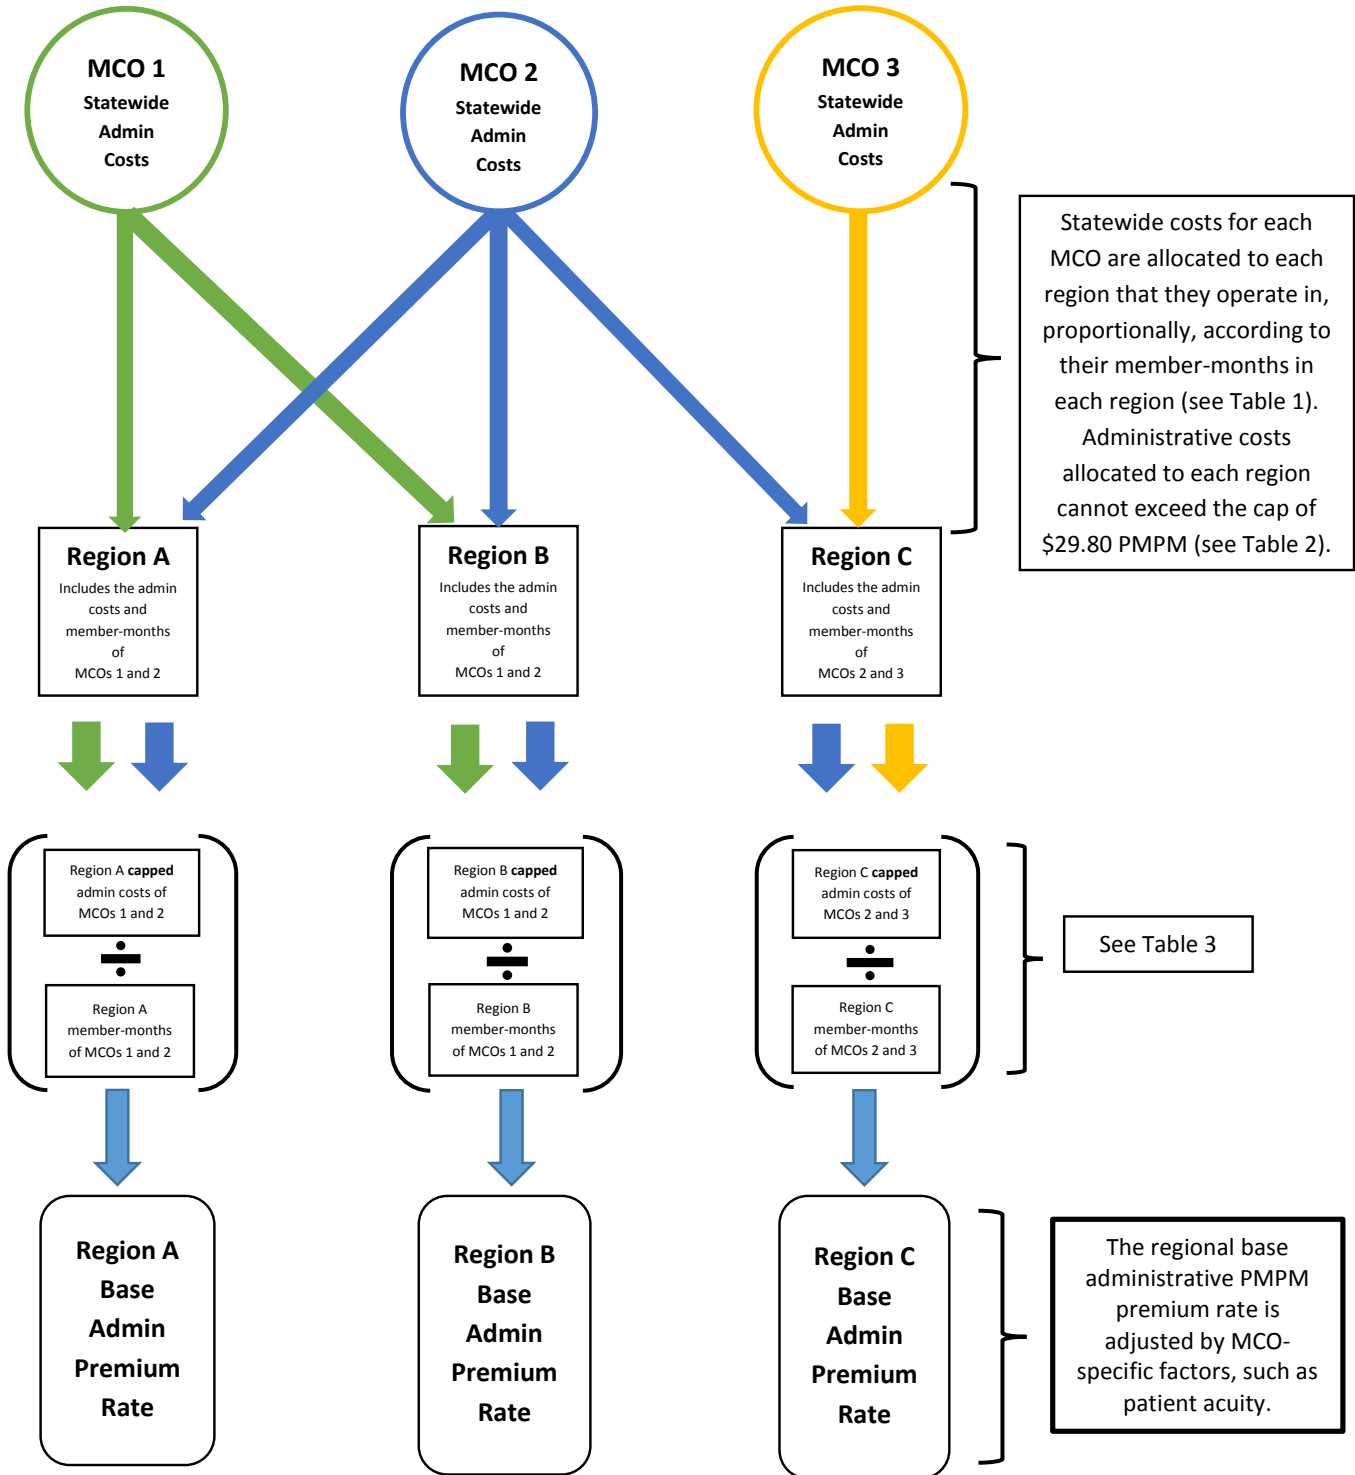 MCO 1
Statewide
Admin
Costs
MCO 2
Statewide
Admin
Costs
MCO 3
Statewide
Admin
Costs
Statewide costs for each
MCO are allocated to each
region that they operate in,
proportionally, according to
their member-months in
each region (see Table 1).
Administrative costs
allocated to each region
cannot exceed the cap of
$29.80 PMPM (see Table 2).
Region A
Includes the admin
costs and
member-months
of
MCOs 1 and 2
Region B
Includes the admin
costs and
member-months
of
MCOs 1 and 2
Region C
Includes the admin
costs and
member-months
of
MCOs 2 and 3
Region A capped
admin costs of
MCOs 1 and 2
÷
Region A
member-months
of MCOs 1 and 2
Region B capped
admin costs of
MCOs 1 and 2
÷
Region B
member-months
of MCOs 1 and 2
Region C capped
admin costs of
MCOs 2 and 3
÷
Region C
member-months
of MCOs 2 and 3
See Table 3
Region A
Base
Admin
Premium
Rate
Region B
Base
Admin
Premium
Rate
Region C
Base
Admin
Premium
Rate
The regional base
administrative PMPM
premium rate is
adjusted by MCO-
specific factors, such as
patient acuity.